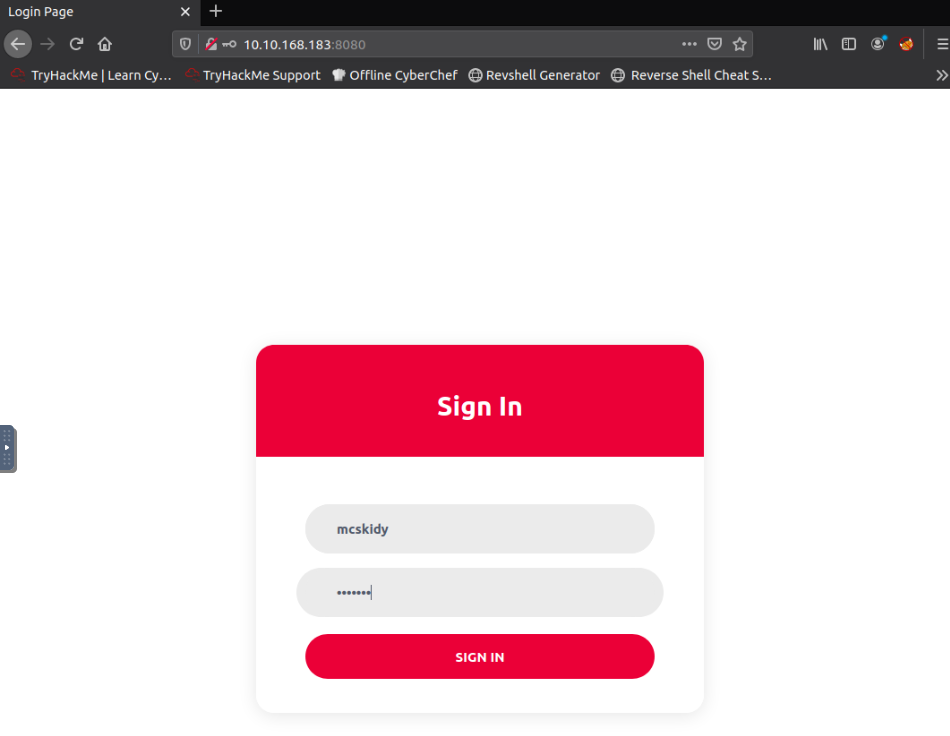 Login Page
10.10.168.183:8080
TryHackMe | Learn Cy... TryHackMe Support Offline CyberChef Revshell Generator Reverse Shell Cheat S...
Sign In
mcskidy
•••••••
SIGN IN